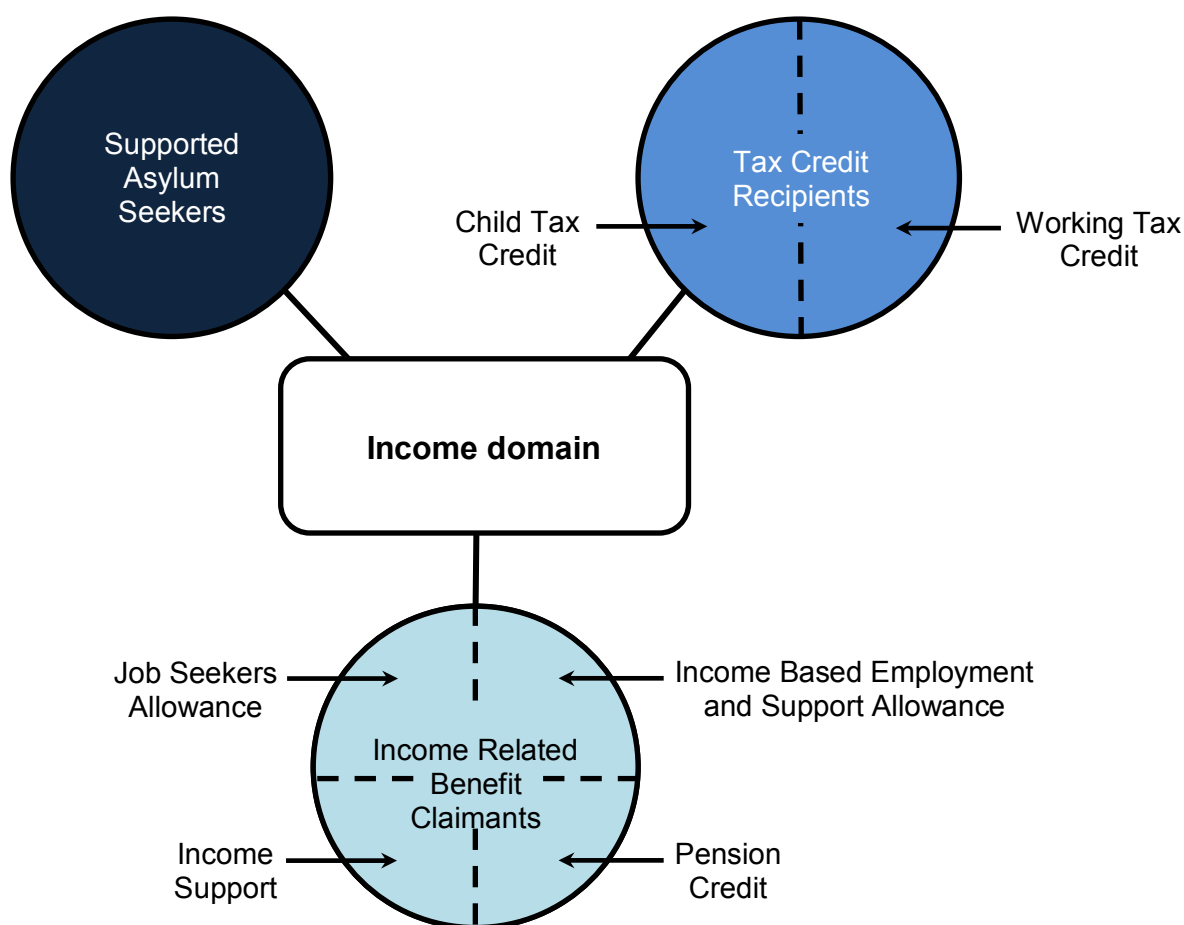 Supported
Asylum
Seekers
Tax Credit
Recipients
Child Tax
Credit
Working Tax
Credit
Income domain
Job Seekers
Allowance
Income Based Employment
and Support Allowance
Income Related
Benefit
Claimants
Income
Support
Pension
Credit